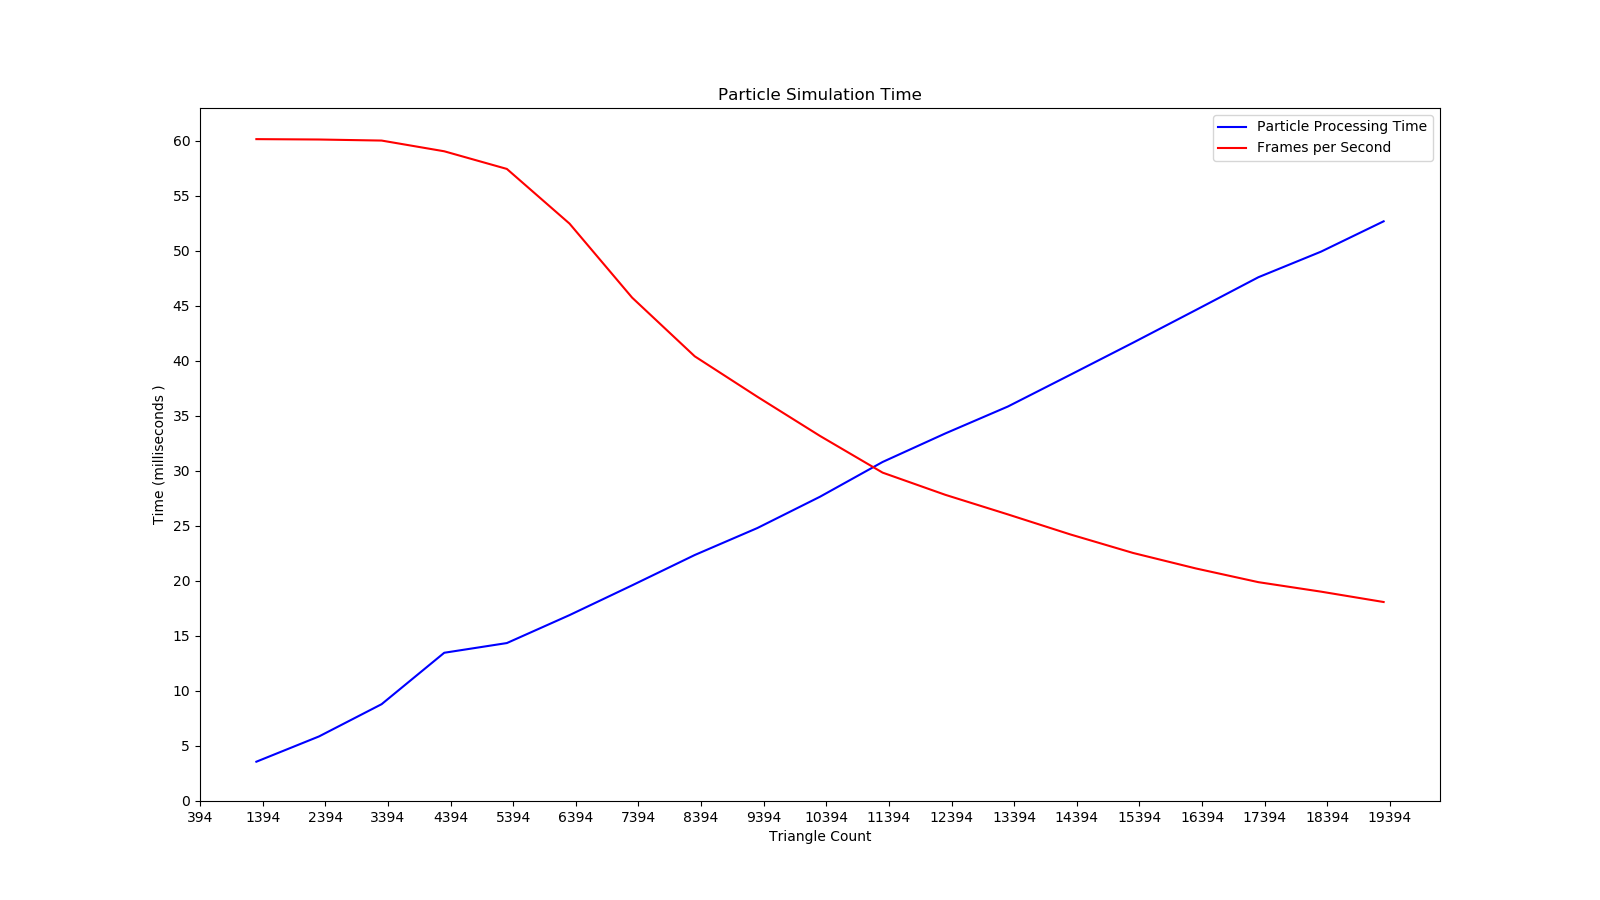 Particle Simulation Time
Particle Processing Time
Frames per Second
60
55
50
45
40
35
30
25
20
15
10
5
0
Time (milliseconds )
394 1394 2394 3394 4394 5394 6394 7394 8394 9394 10394 11394 12394 13394 14394 15394 16394 17394 18394 19394
Triangle Count